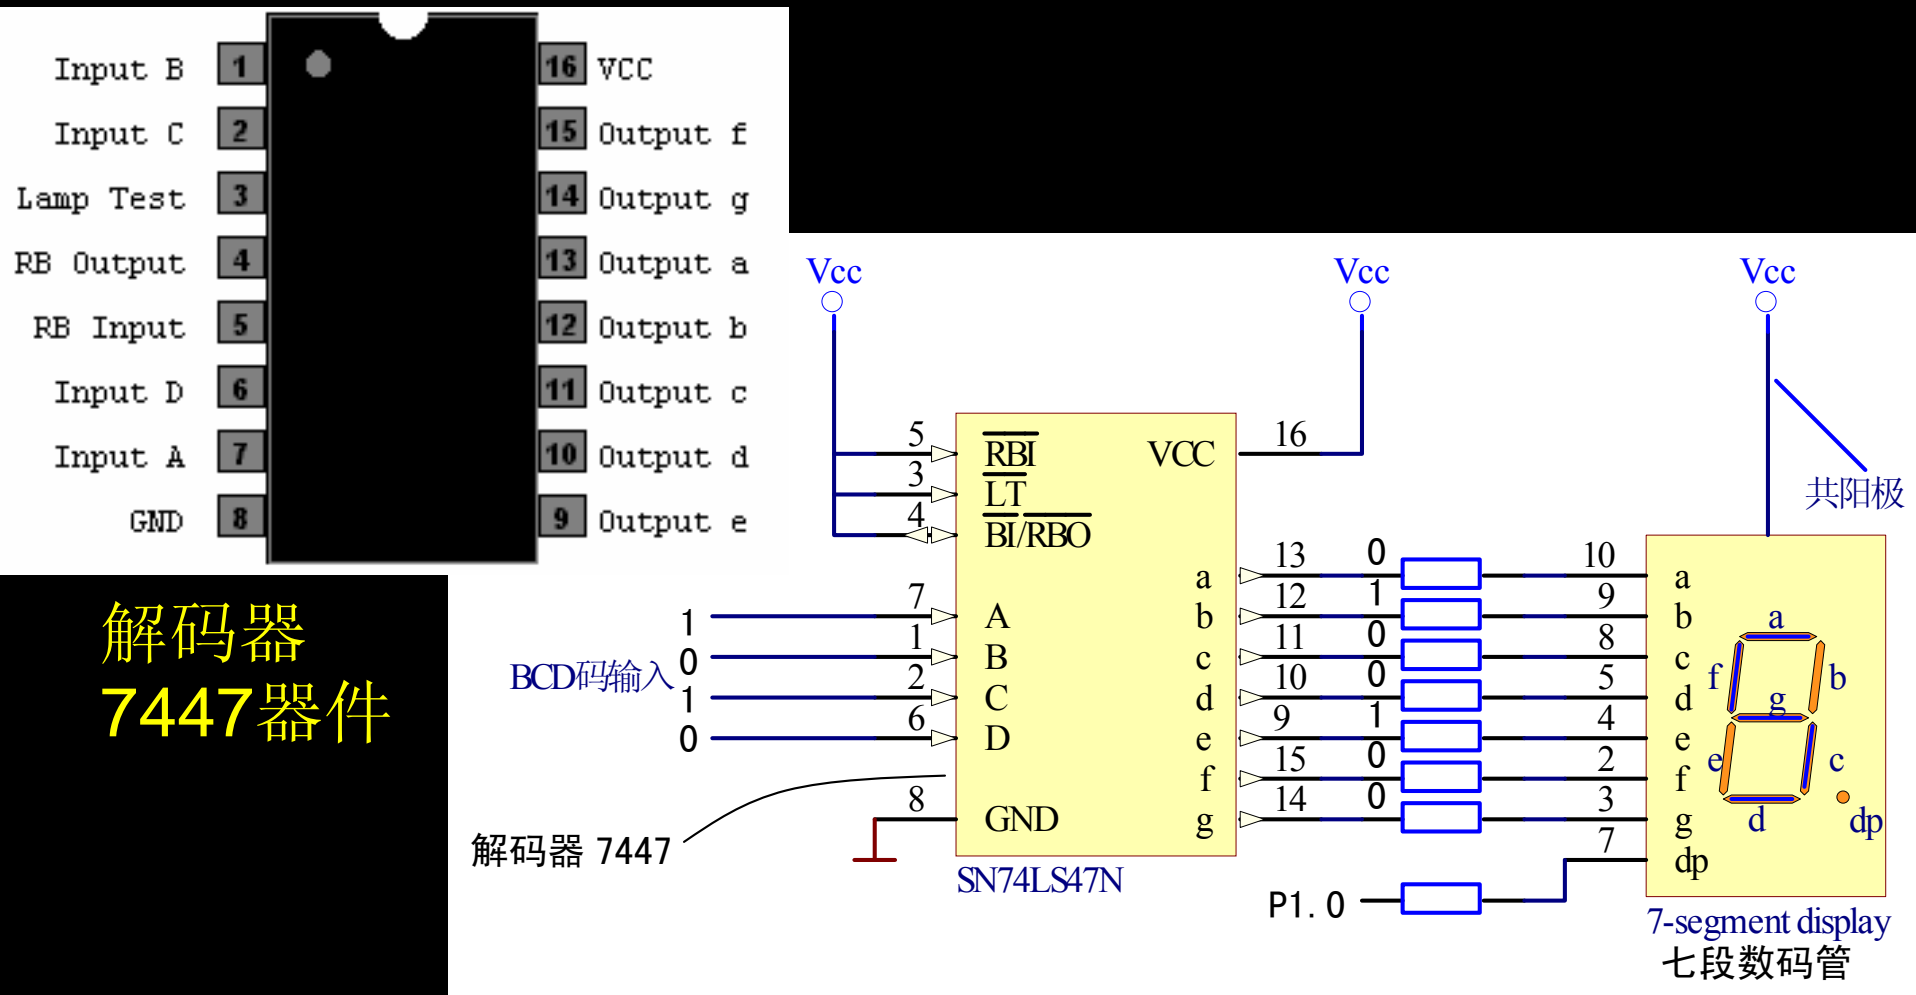 Input B 1 16 VCC
Input C 2 15 Output f
Lamp Test 3 14 Output g
RB Output 4 13 Output a
RB Input 5 12 Output b
Input D 6 11 Output c
Input A 7 10 Output d
GND 8 9 Output e
解码器
7447器件
Vcc
Vcc
Vcc
共阳极
5 RBI VCC 16
3 LT
4 BI/RBO
BCD码输入
1 7 A
0 1 B
1 2 C
0 6 D
8 GND
a 13 0 10 a
b 12 1 9 b
c 11 0 8 c
d 10 0 5 d
e 9 1 4 e
f 15 0 2 f
g 14 0 3 g
7 dp
a
f b
g
e c
d dp
解码器 7447
SN74LS47N
P1.0
7-segment display
七段数码管